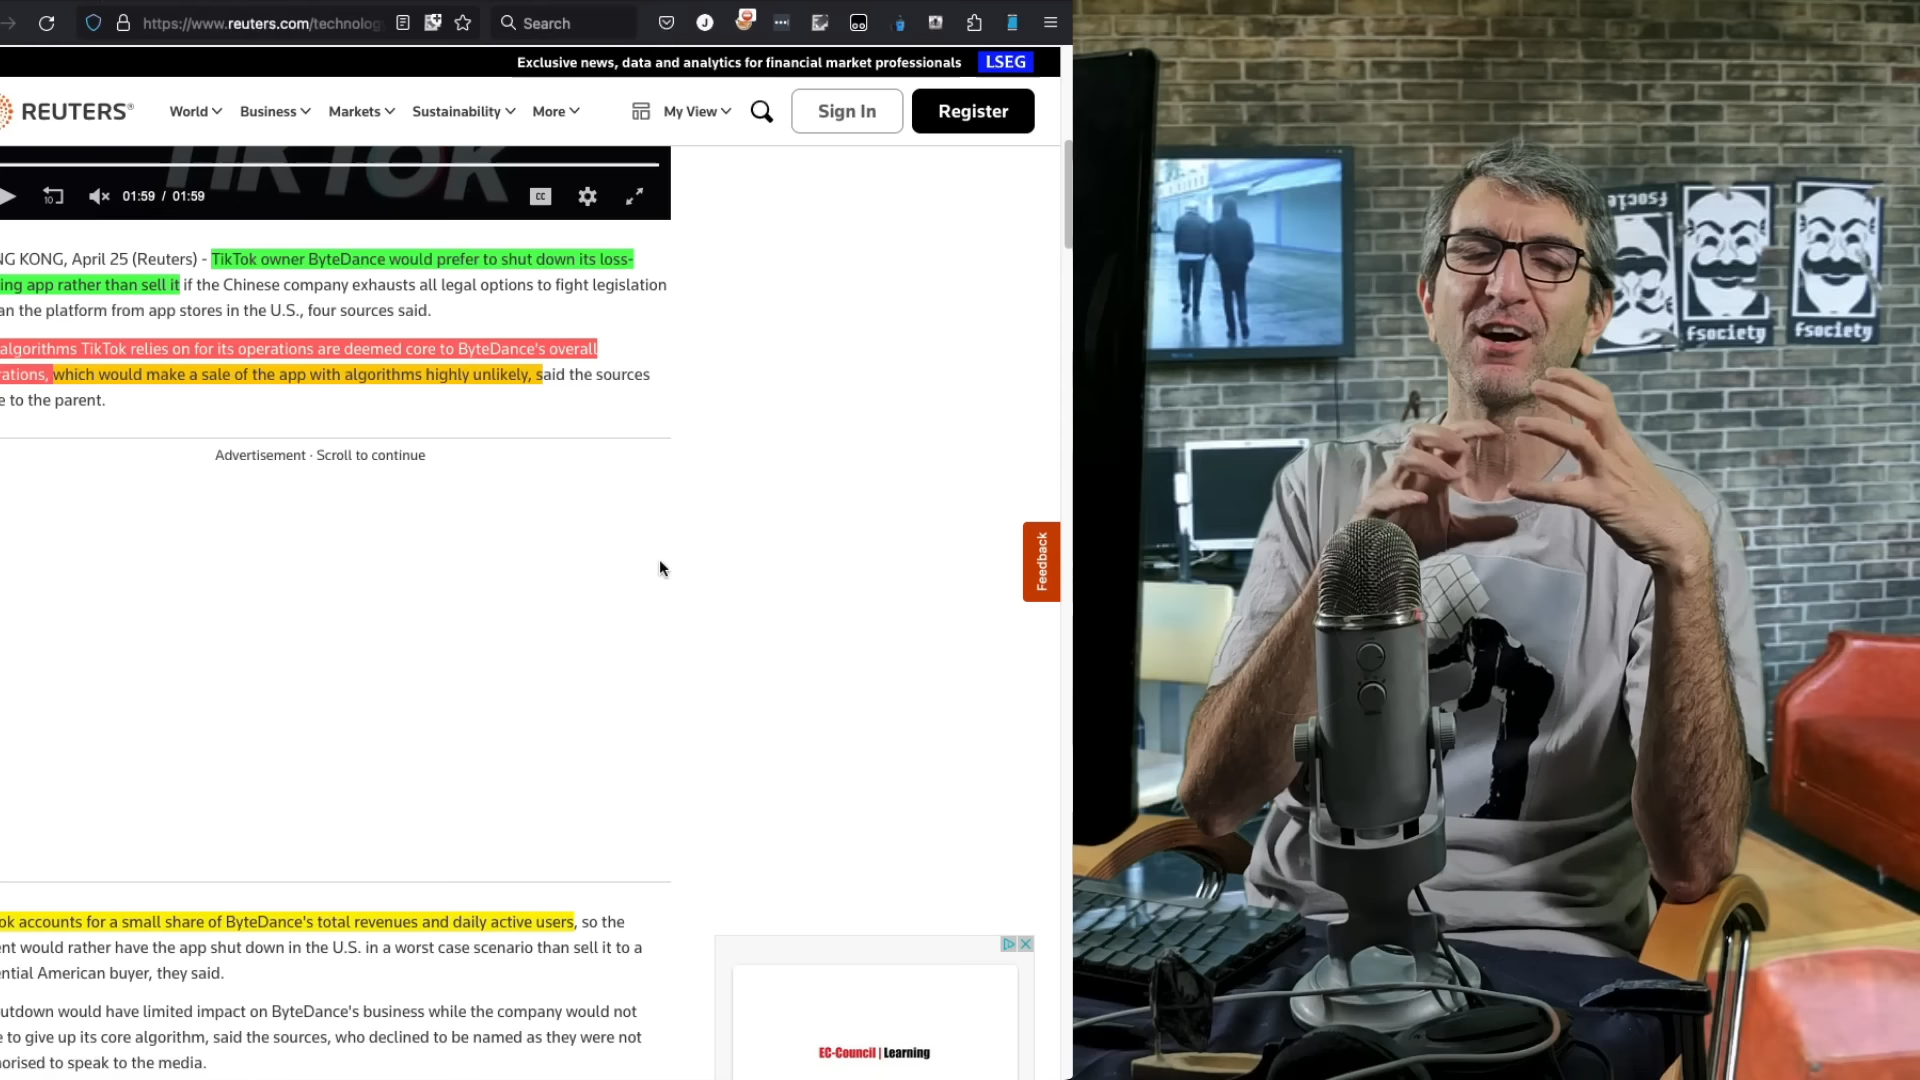 https://www.reuters.com/technolog
Search
Exclusive news, data and analytics for financial market professionals LSEG
REUTERS
World Business Markets Sustainability More My View Sign In Register
TIKTOK
10 01:59 / 01:59 CC
NG KONG, April 25 (Reuters) - TikTok owner ByteDance would prefer to shut down its loss-
ing app rather than sell it if the Chinese company exhausts all legal options to fight legislation
an the platform from app stores in the U.S., four sources said.
algorithms TikTok relies on for its operations are deemed core to ByteDance's overall
ations, which would make a sale of the app with algorithms highly unlikely, said the sources
e to the parent.
Advertisement · Scroll to continue
Feedback
ok accounts for a small share of ByteDance's total revenues and daily active users, so the
nt would rather have the app shut down in the U.S. in a worst case scenario than sell it to a
ntial American buyer, they said.
utdown would have limited impact on ByteDance's business while the company would not
e to give up its core algorithm, said the sources, who declined to be named as they were not
orised to speak to the media.
EC-Council | Learning
fsociety
fsociety
fsociety